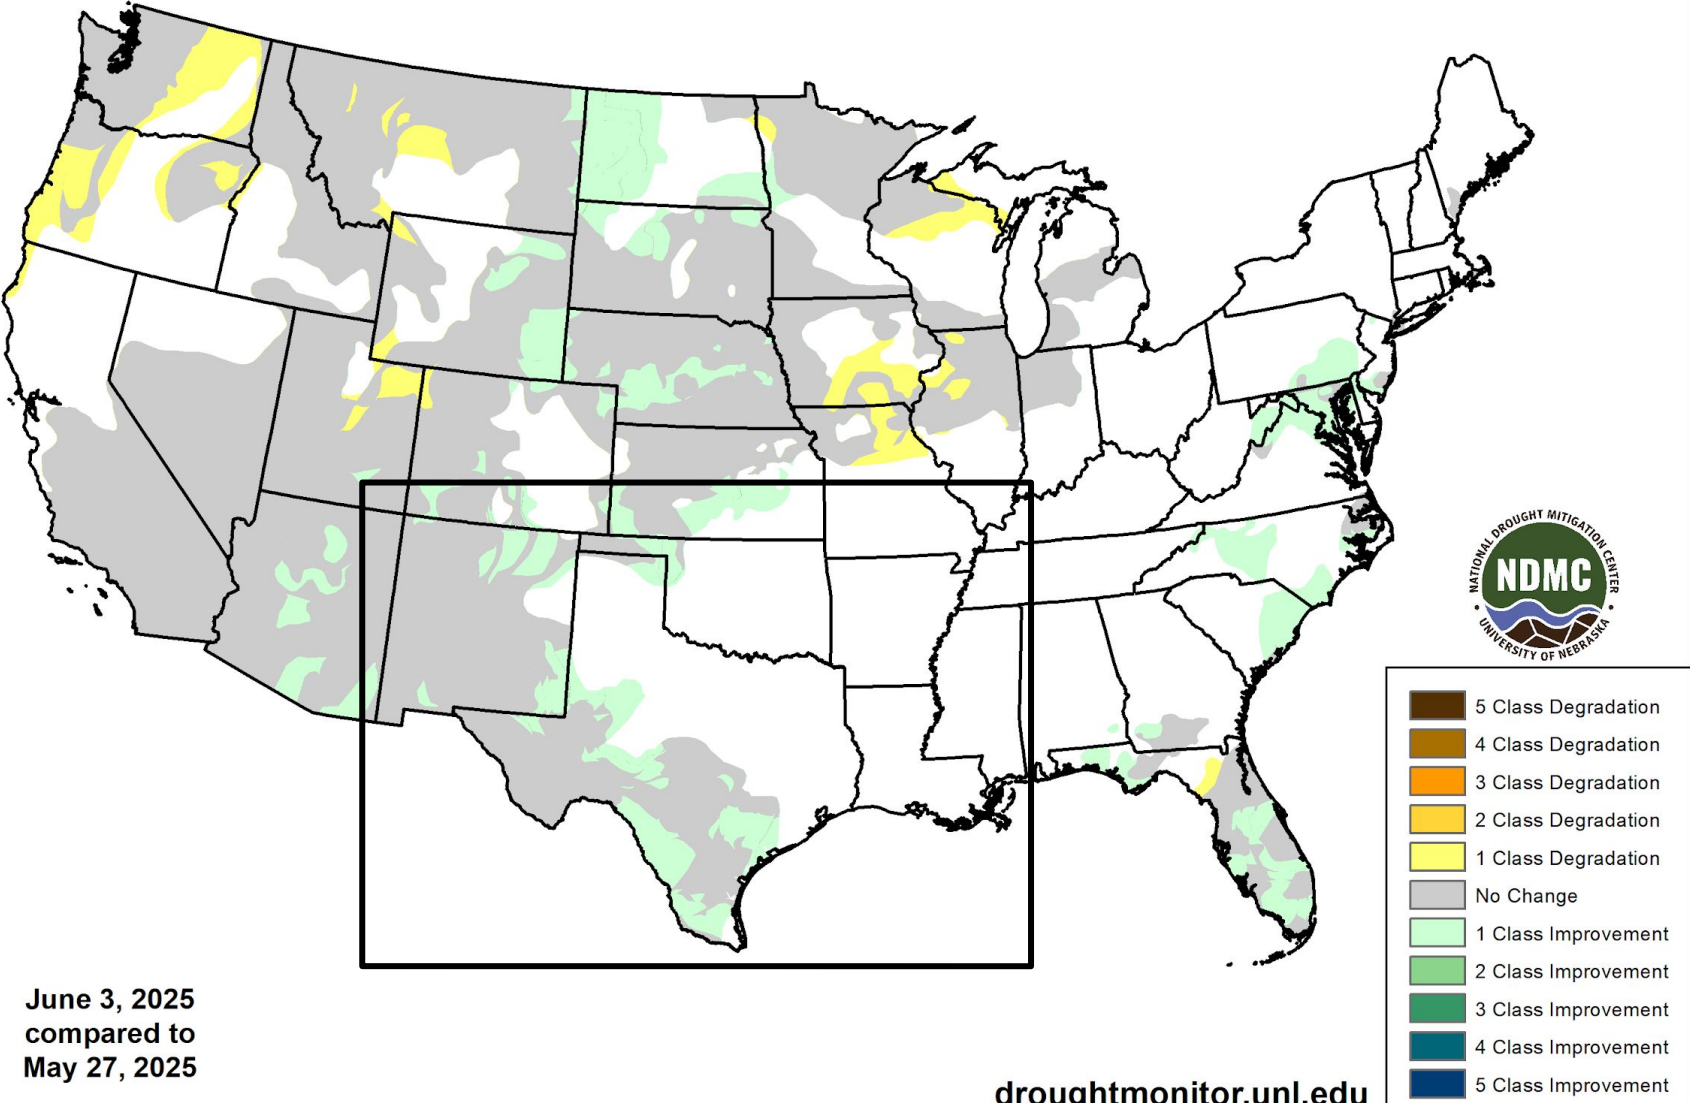 NATIONAL DROUGHT MITIGATION CENTER
NDMC
UNIVERSITY OF NEBRASKA
5 Class Degradation
4 Class Degradation
3 Class Degradation
2 Class Degradation
1 Class Degradation
No Change
1 Class Improvement
2 Class Improvement
3 Class Improvement
4 Class Improvement
5 Class Improvement
June 3, 2025
compared to
May 27, 2025
droughtmonitor.unl.edu